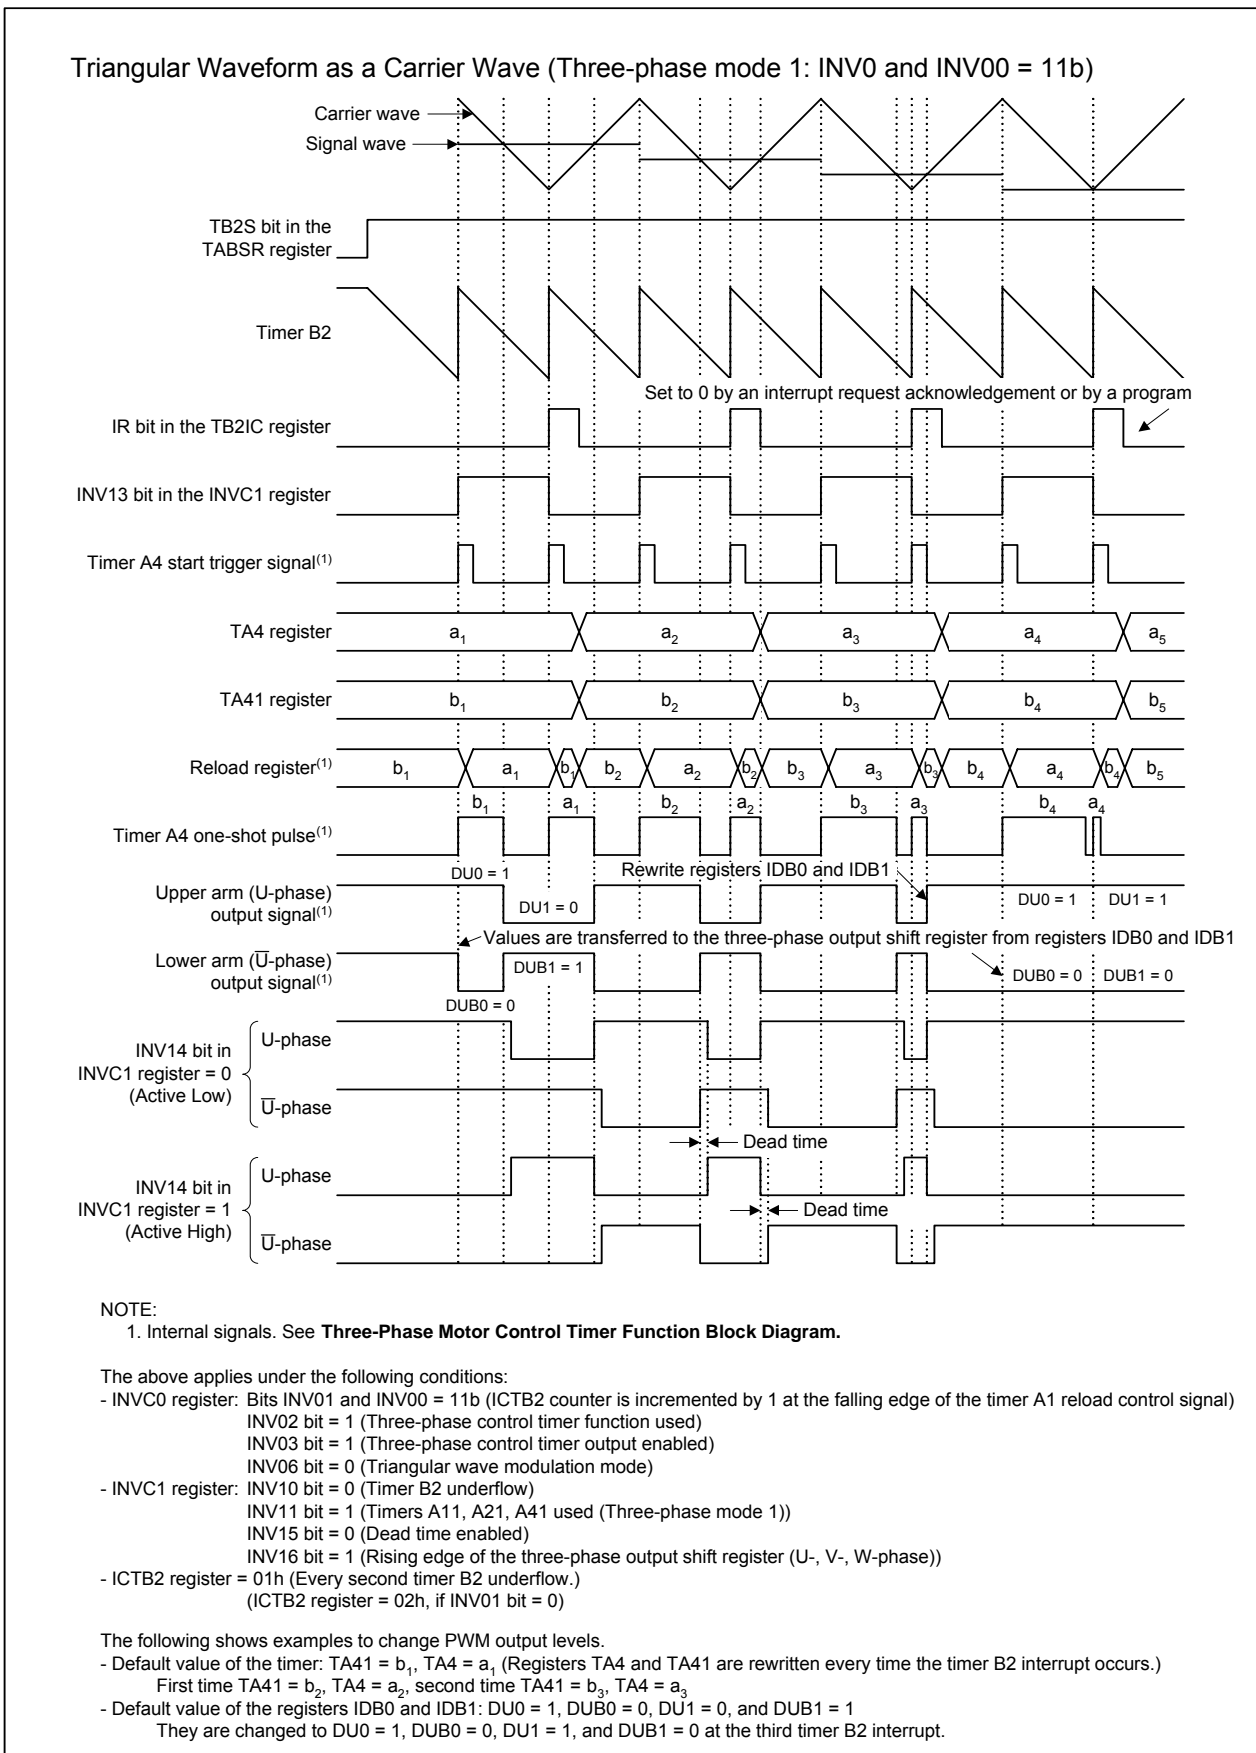 Triangular Waveform as a Carrier Wave (Three-phase mode 1: INV0 and INV00 = 11b)
Carrier wave
Signal wave
TB2S bit in the
TABSR register
Timer B2
Set to 0 by an interrupt request acknowledgement or by a program
IR bit in the TB2IC register
INV13 bit in the INVC1 register
Timer A4 start trigger signal(1)
TA4 register a1 a2 a3 a4 a5
TA41 register b1 b2 b3 b4 b5
Reload register(1) b1 a1 b1 b2 a2 b2 b3 a3 b3 b4 a4 b4 b5
b1 a1 b2 a2 b3 a3 b4 a4
Timer A4 one-shot pulse(1)
DU0 = 1
Rewrite registers IDB0 and IDB1
Upper arm (U-phase)
output signal(1)
DU1 = 0
DU0 = 1 DU1 = 1
Values are transferred to the three-phase output shift register from registers IDB0 and IDB1
Lower arm (U̅-phase)
output signal(1)
DUB1 = 1
DUB0 = 0 DUB1 = 0
DUB0 = 0
INV14 bit in
INVC1 register = 0
(Active Low)
U-phase
U̅-phase
Dead time
INV14 bit in
INVC1 register = 1
(Active High)
U-phase
Dead time
U̅-phase
NOTE:
1. Internal signals. See Three-Phase Motor Control Timer Function Block Diagram.
The above applies under the following conditions:
- INVC0 register: Bits INV01 and INV00 = 11b (ICTB2 counter is incremented by 1 at the falling edge of the timer A1 reload control signal)
INV02 bit = 1 (Three-phase control timer function used)
INV03 bit = 1 (Three-phase control timer output enabled)
INV06 bit = 0 (Triangular wave modulation mode)
- INVC1 register: INV10 bit = 0 (Timer B2 underflow)
INV11 bit = 1 (Timers A11, A21, A41 used (Three-phase mode 1))
INV15 bit = 0 (Dead time enabled)
INV16 bit = 1 (Rising edge of the three-phase output shift register (U-, V-, W-phase))
- ICTB2 register = 01h (Every second timer B2 underflow.)
(ICTB2 register = 02h, if INV01 bit = 0)
The following shows examples to change PWM output levels.
- Default value of the timer: TA41 = b1, TA4 = a1 (Registers TA4 and TA41 are rewritten every time the timer B2 interrupt occurs.)
First time TA41 = b2, TA4 = a2, second time TA41 = b3, TA4 = a3
- Default value of the registers IDB0 and IDB1: DU0 = 1, DUB0 = 0, DU1 = 0, and DUB1 = 1
They are changed to DU0 = 1, DUB0 = 0, DU1 = 1, and DUB1 = 0 at the third timer B2 interrupt.